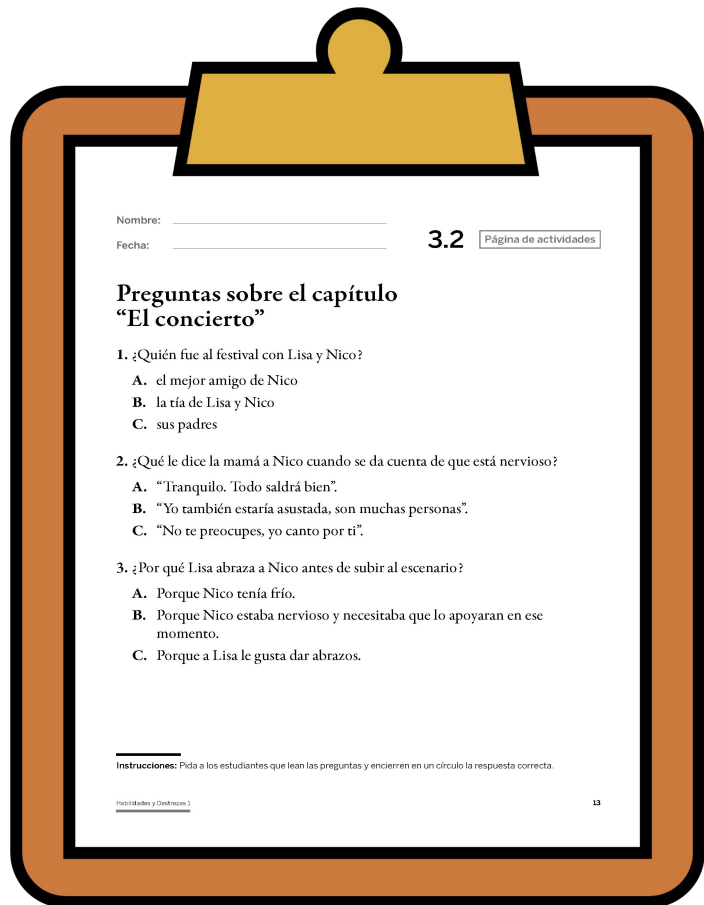 Nombre:
Fecha:
3.2 Página de actividades
Preguntas sobre el capítulo
“El concierto”
1. ¿Quién fue al festival con Lisa y Nico?
A. el mejor amigo de Nico
B. la tía de Lisa y Nico
C. sus padres
2. ¿Qué le dice la mamá a Nico cuando se da cuenta de que está nervioso?
A. “Tranquilo. Todo saldrá bien”.
B. “Yo también estaría asustada, son muchas personas”.
C. “No te preocupes, yo canto por ti”.
3. ¿Por qué Lisa abraza a Nico antes de subir al escenario?
A. Porque Nico tenía frío.
B. Porque Nico estaba nervioso y necesitaba que lo apoyaran en ese
momento.
C. Porque a Lisa le gusta dar abrazos.
Instrucciones: Pida a los estudiantes que lean las preguntas y encierren en un círculo la respuesta correcta.
Habilidades y Destrezas 1
13